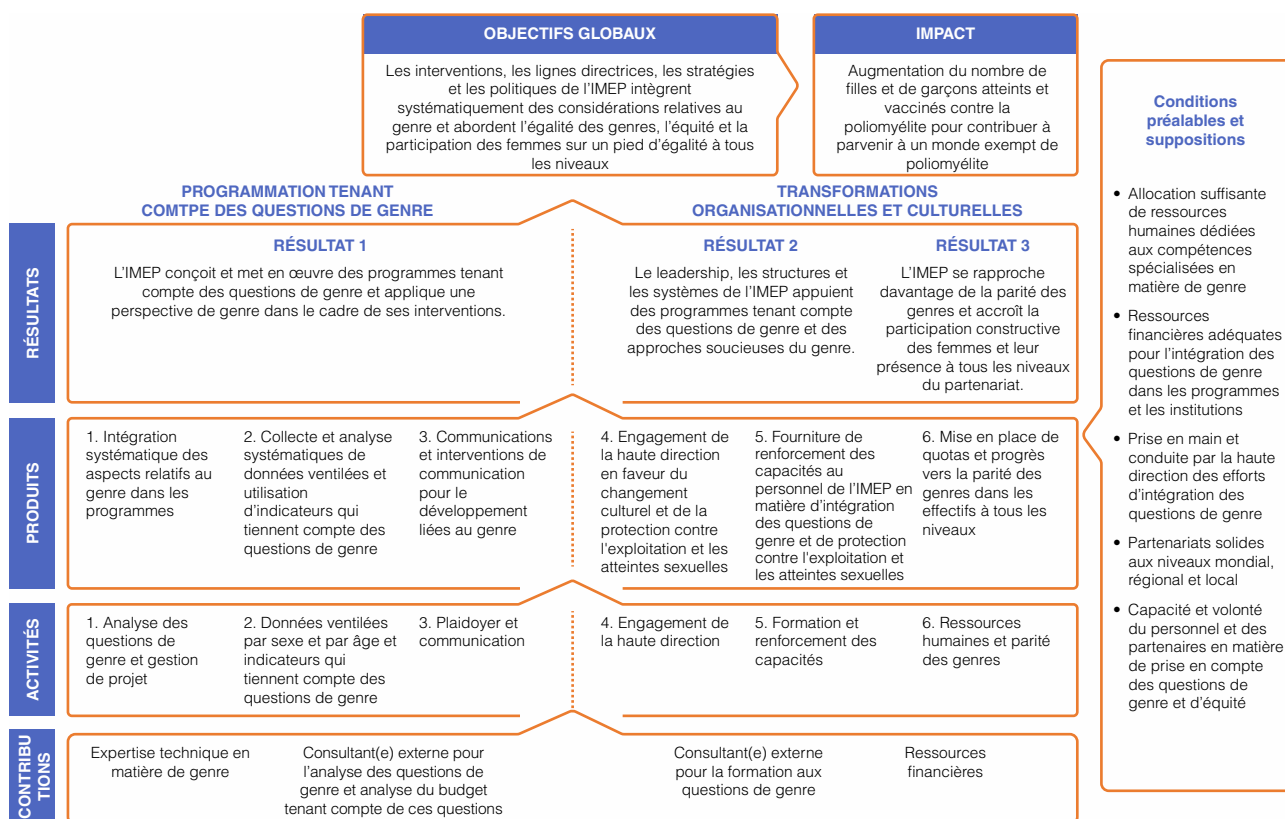 OBJECTIFS GLOBAUX
Les interventions, les lignes directrices, les stratégies
et les politiques de l'IMEP intègrent
systématiquement des considérations relatives au
genre et abordent l'égalité des genres, l'équité et la
participation des femmes sur un pied d'égalité à tous
les niveaux
IMPACT
Augmentation du nombre de
filles et de garçons atteints et
vaccinés contre la
poliomyélite pour contribuer à
parvenir à un monde exempt de
poliomyélite
PROGRAMMATION TENANT
COMTPE DES QUESTIONS DE GENRE
TRANSFORMATIONS
ORGANISATIONNELLES ET CULTURELLES
RÉSULTATS
RÉSULTAT 1
L'IMEP conçoit et met en œuvre des programmes tenant
compte des questions de genre et applique une
perspective de genre dans le cadre de ses interventions.
RÉSULTAT 2
Le leadership, les structures et
les systèmes de l'IMEP appuient
des programmes tenant compte
des questions de genre et des
approches soucieuses du genre.
RÉSULTAT 3
L'IMEP se rapproche
davantage de la parité des
genres et accroît la
participation constructive
des femmes et leur
présence à tous les niveaux
du partenariat.
PRODUITS
1. Intégration
systématique des
aspects relatifs au
genre dans les
programmes
2. Collecte et analyse
systématiques de
données ventilées et
utilisation
d'indicateurs qui
tiennent compte des
questions de genre
3. Communications
et interventions de
communication
pour le
développement
liées au genre
4. Engagement de
la haute direction
en faveur du
changement
culturel et de la
protection contre
l'exploitation et les
atteintes sexuelles
5. Fourniture de
renforcement des
capacités au
personnel de l'IMEP en
matière d'intégration
des questions de
genre et de protection
contre l'exploitation et
les atteintes sexuelles
6. Mise en place de
quotas et progrès
vers la parité des
genres dans les
effectifs à tous les
niveaux
ACTIVITÉS
1. Analyse des
questions de
genre et gestion
de projet
2. Données ventilées
par sexe et par âge et
indicateurs qui
tiennent compte des
questions de genre
3. Plaidoyer et
communication
4. Engagement de
la haute direction
5. Formation et
renforcement des
capacités
6. Ressources
humaines et parité
des genres
CONTRIBU
TIONS
Expertise technique en
matière de genre
Consultant(e) externe pour
l'analyse des questions de
genre et analyse du budget
tenant compte de ces questions
Consultant(e) externe
pour la formation aux
questions de genre
Ressources
financières
Conditions
préalables et
suppositions
• Allocation suffisante
de ressources
humaines dédiées
aux compétences
spécialisées en
matière de genre
• Ressources
financières adéquates
pour l'intégration des
questions de genre
dans les programmes
et les institutions
• Prise en main et
conduite par la haute
direction des efforts
d'intégration des
questions de genre
• Partenariats solides
aux niveaux mondial,
régional et local
• Capacité et volonté
du personnel et des
partenaires en matière
de prise en compte
des questions de
genre et d'équité